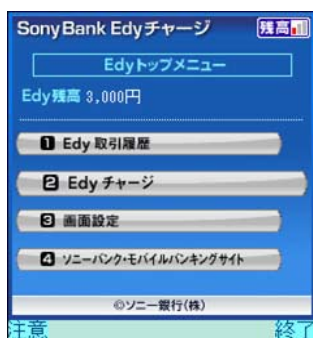 Sony Bank Edyチャージ 残高
Edyトップメニュー
Edy残高 3,000円
1 Edy 取引履歴
2 Edy チャージ
3 画面設定
4 ソニーバンク・モバイルバンキングサイト
©ソニー銀行(株)
注意 終了